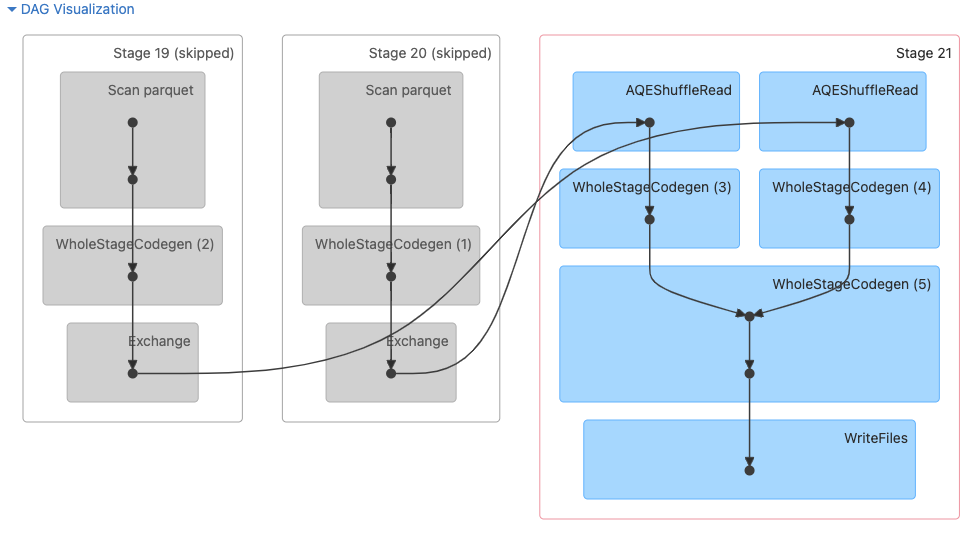 DAG Visualization
Stage 19 (skipped)
Scan parquet
WholeStageCodegen (2)
Exchange
Stage 20 (skipped)
Scan parquet
WholeStageCodegen (1)
Exchange
Stage 21
AQEShuffleRead
AQEShuffleRead
WholeStageCodegen (3)
WholeStageCodegen (4)
WholeStageCodegen (5)
WriteFiles